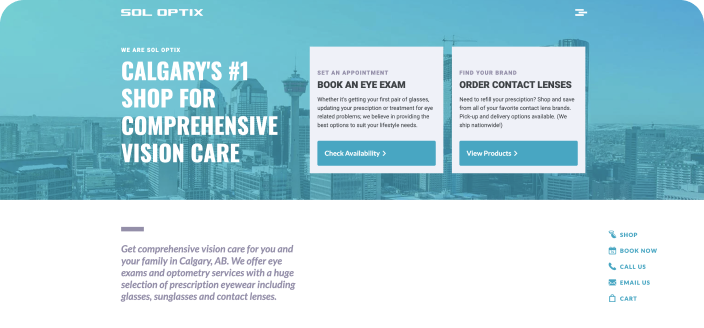 SOL OPTIX
WE ARE SOL OPTIX
CALGARY'S #1
SHOP FOR
COMPREHENSIVE
VISION CARE
SET AN APPOINTMENT
BOOK AN EYE EXAM
Whether it's getting your first pair of glasses,
updating your presciption or treatment for eye
related problems; we believe in providing the
best options to suit your lifestyle needs.
Check Availability
FIND YOUR BRAND
ORDER CONTACT LENSES
Need to refill your presciption? Shop and save
from all of your favorite contact lens brands.
Pick-up and delivery options available. (We
ship nationwide!)
View Products
Get comprehensive vision care for you and
your family in Calgary, AB. We offer eye
exams and optometry services with a huge
selection of prescription eyewear including
glasses, sunglasses and contact lenses.
SHOP
BOOK NOW
CALL US
EMAIL US
CART